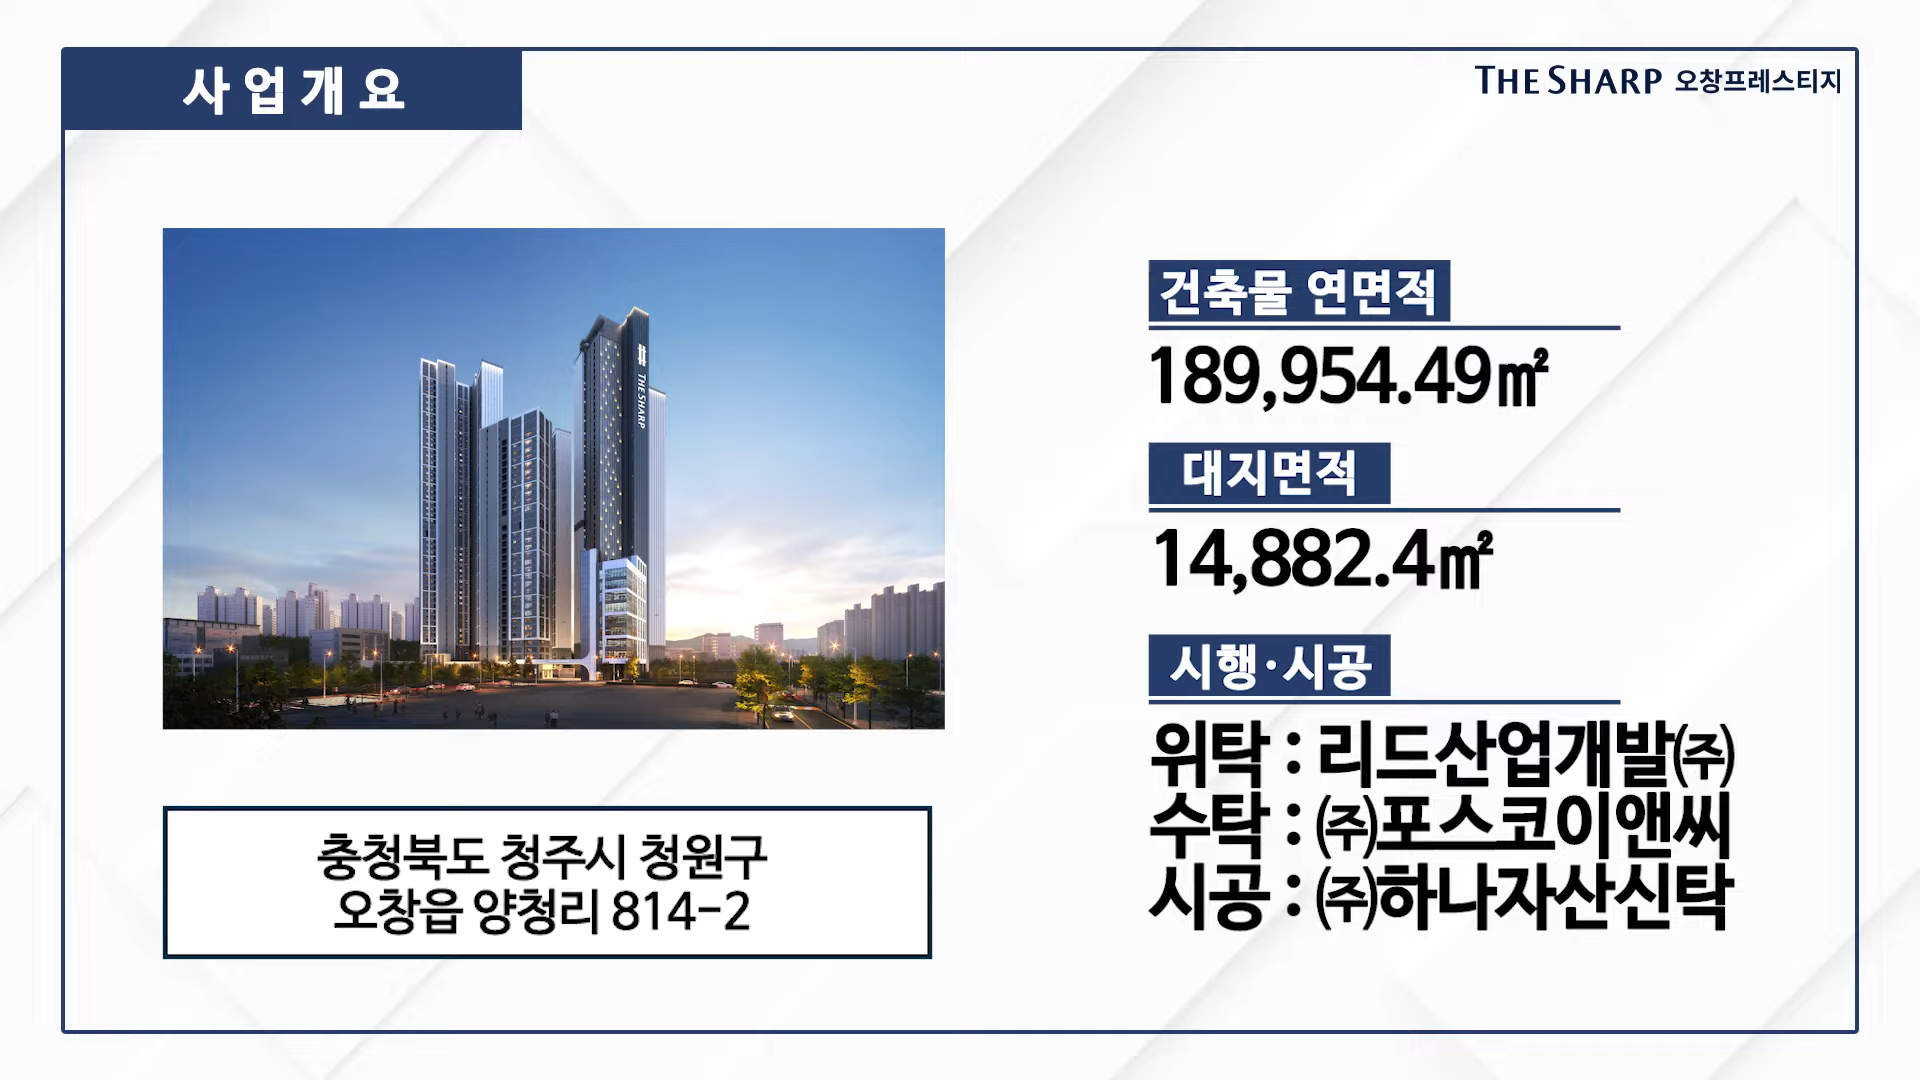 사업개요
THE SHARP 오창프레스티지
THE SHARP
건축물 연면적
189,954.49㎡
대지면적
14,882.4㎡
시행·시공
위탁 : 리드산업개발㈜
수탁 : ㈜포스코이앤씨
시공 : ㈜하나자산신탁
충청북도 청주시 청원구
오창읍 양청리 814-2